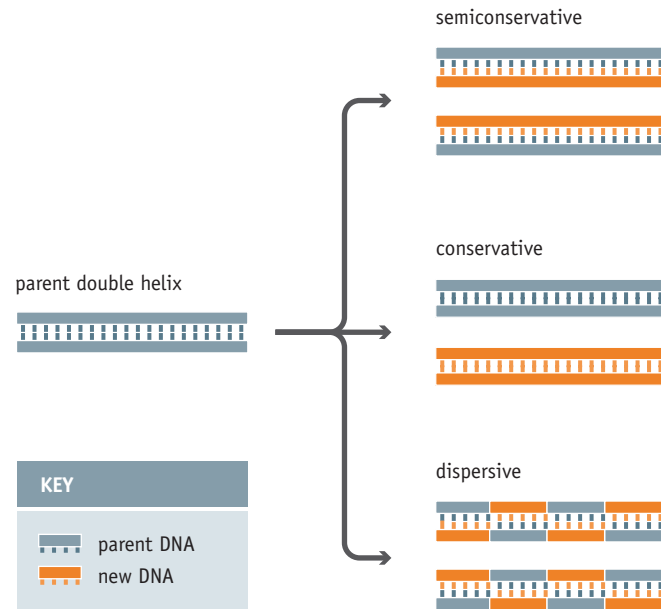 semiconservative
conservative
parent double helix
KEY
parent DNA
new DNA
dispersive